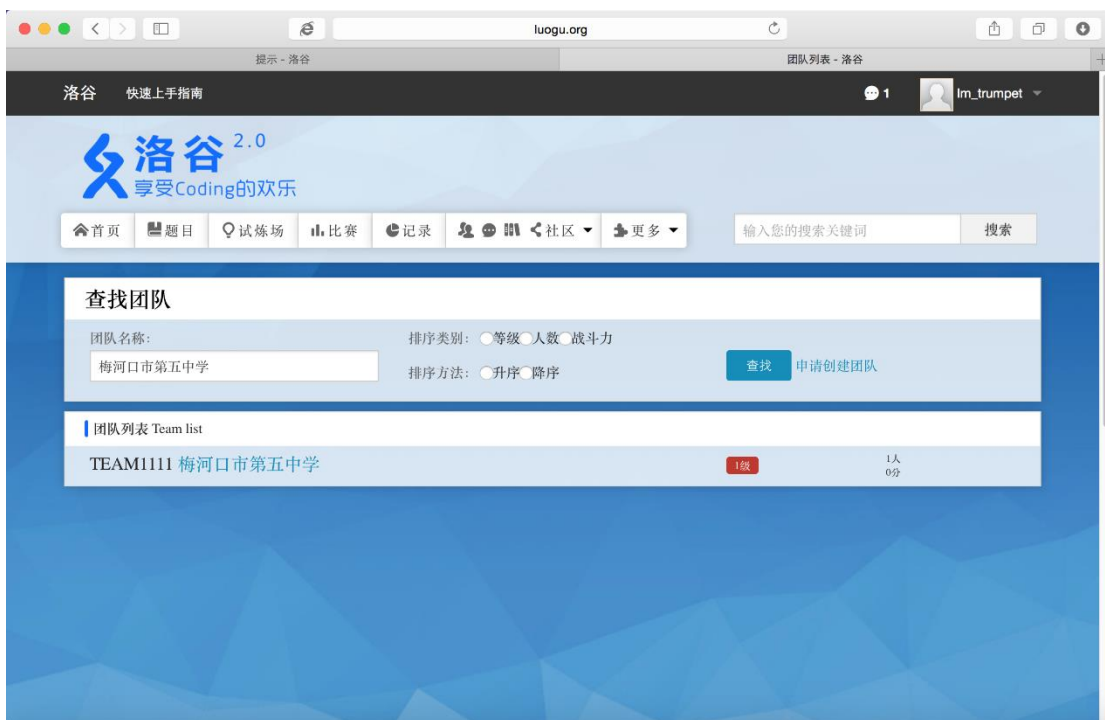 luogu.org
提示 - 洛谷
团队列表 - 洛谷
洛谷 快速上手指南 1 lm_trumpet
洛谷 2.0
享受Coding的欢乐
首页 题目 试炼场 比赛 记录 社区 更多 输入您的搜索关键词 搜索
查找团队
团队名称: 排序类别: 等级 人数 战斗力
梅河口市第五中学 查找 申请创建团队
排序方法: 升序 降序
团队列表 Team list
TEAM1111 梅河口市第五中学 1级 1人
0分